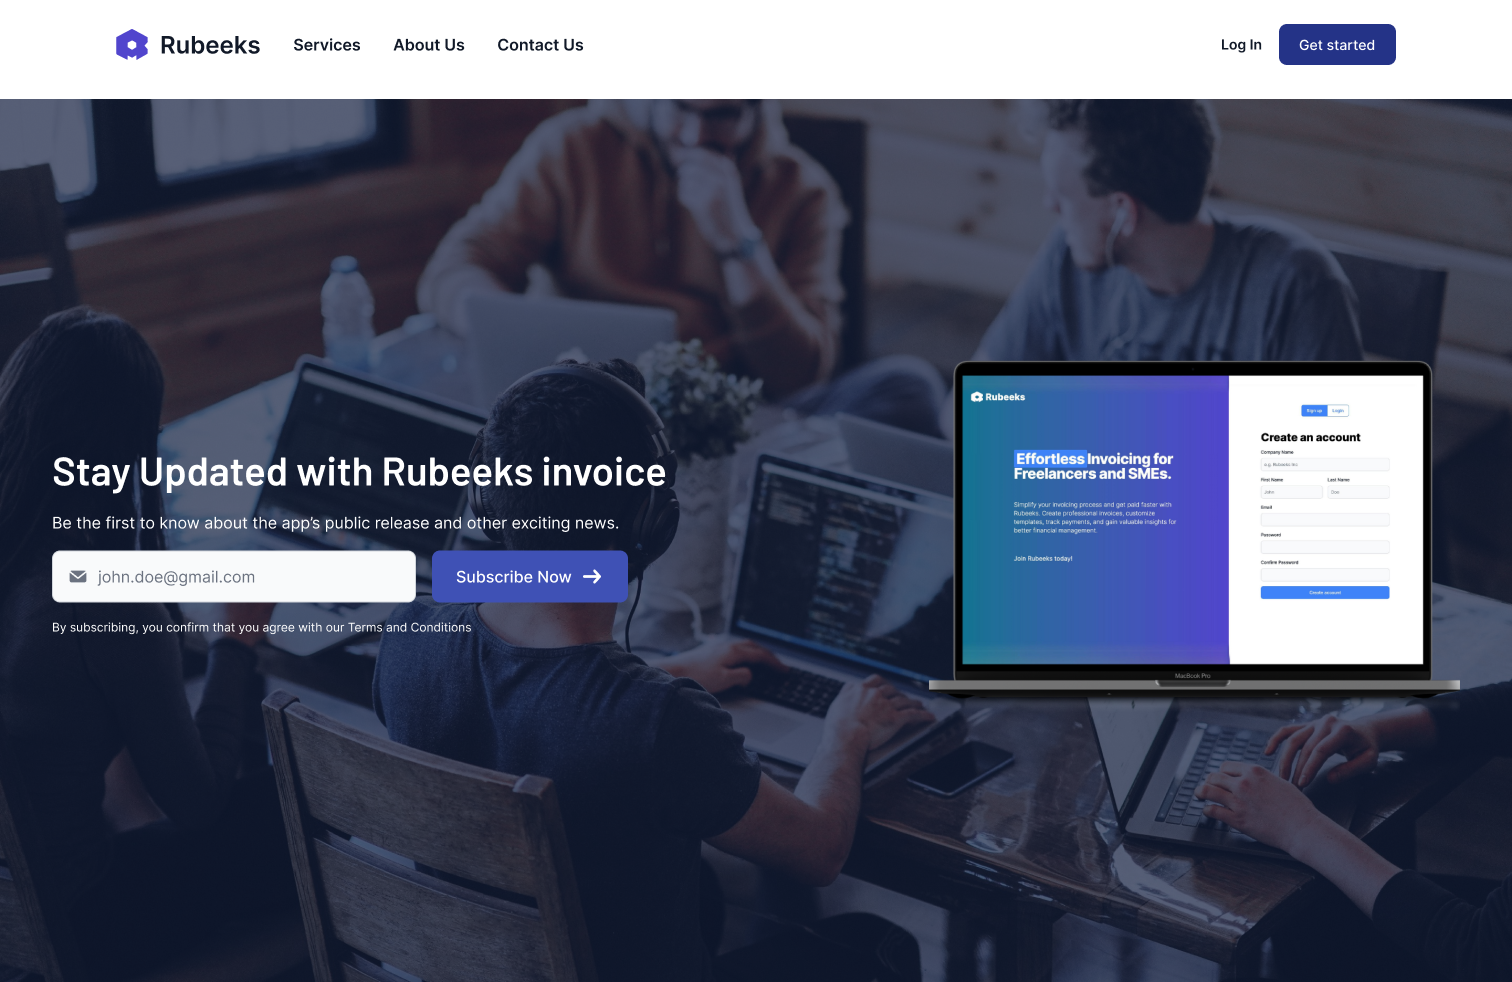 Rubeeks
Services
About Us
Contact Us
Log In
Get started
Stay Updated with Rubeeks invoice
Be the first to know about the app's public release and other exciting news.
john.doe@gmail.com
Subscribe Now
By subscribing, you confirm that you agree with our Terms and Conditions
Rubeeks
Effortless Invoicing for
Freelancers and SMEs.
Simplify your invoicing process and get paid faster with
Rubeeks. Create professional invoices, customize
templates, track payments, and gain valuable insights for
better financial management.
Join Rubeeks today!
Sign up
Login
Create an account
Company Name
e.g. Rubeeks Inc
First Name
Last Name
John
Doe
Email
Password
Confirm Password
Create account
MacBook Pro